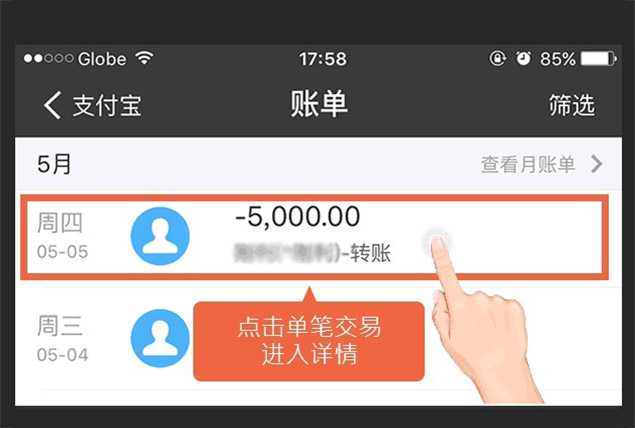 Globe 17:58 85%
支付宝 账单 筛选
5月 查看月账单
周四 -5,000.00
05-05 -转账
点击单笔交易
周三
进入详情
05-04